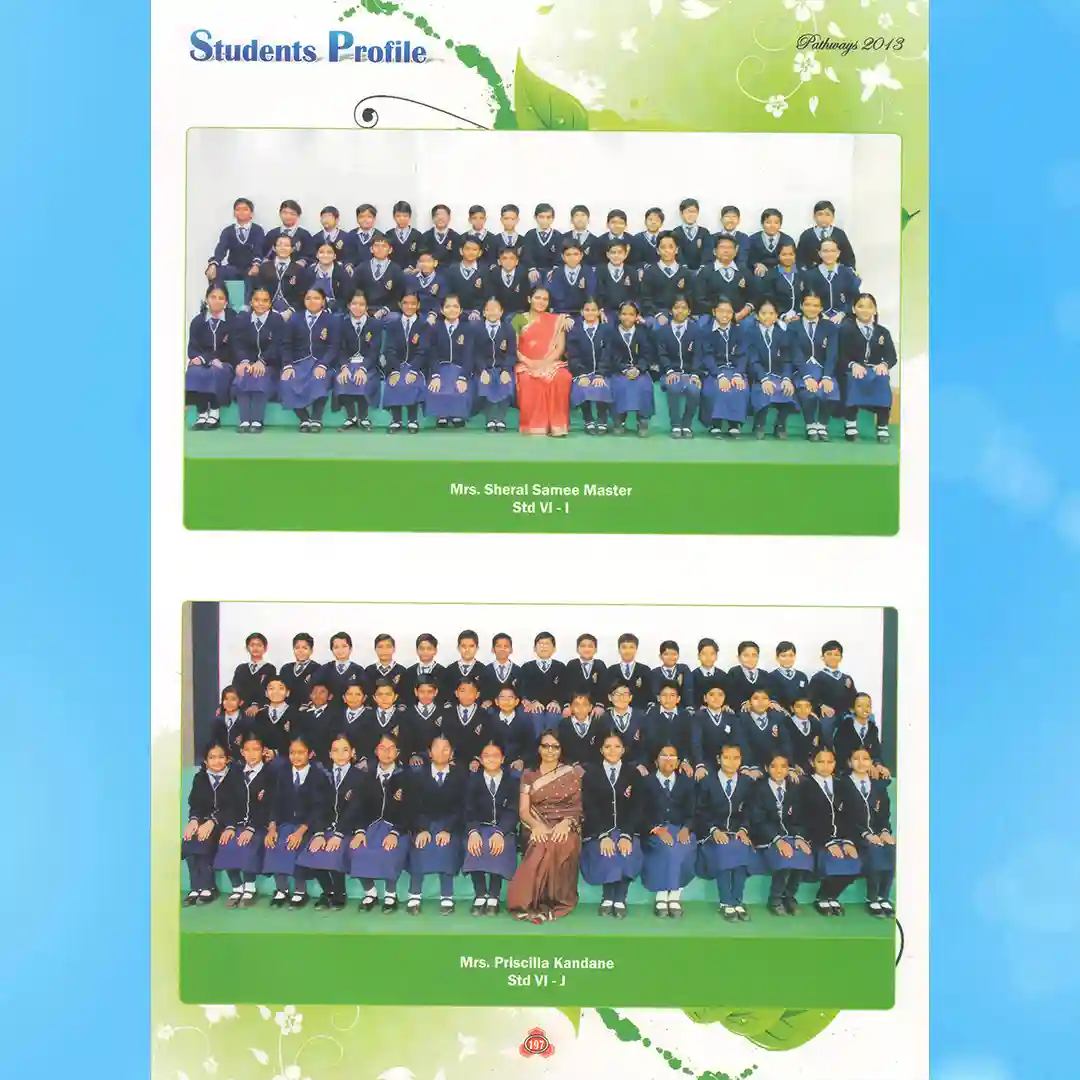 Students Profile
Pathways 2013
Mrs. Sheral Samee Master
Std VI - I
Mrs. Priscilla Kandane
Std VI - J
197